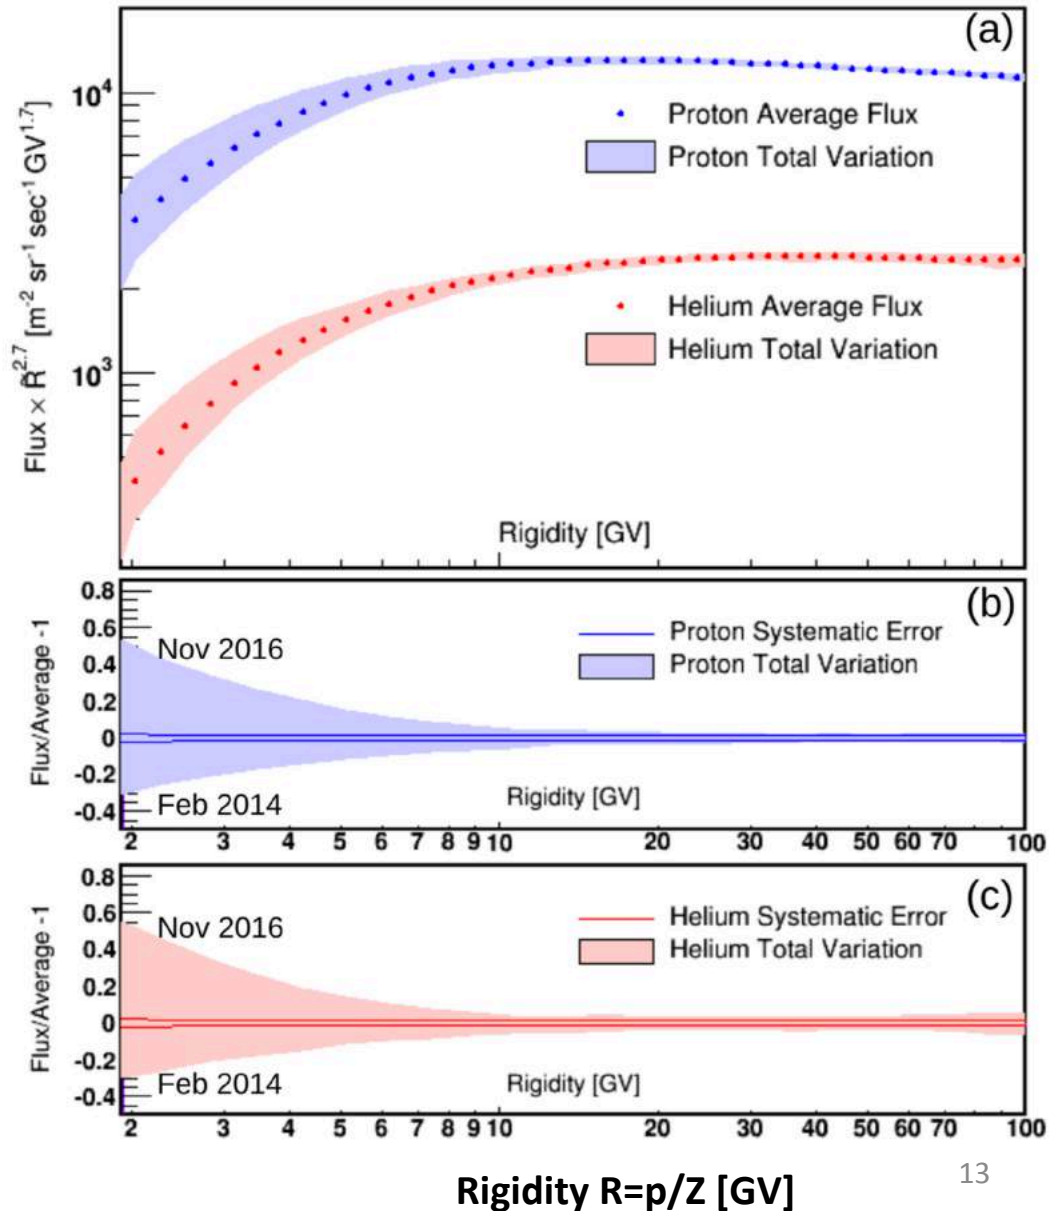 (a)
10⁴
10³
Flux × R̃²·⁷ [m⁻² sr⁻¹ sec⁻¹ GV¹·⁷]
Proton Average Flux
Proton Total Variation
Helium Average Flux
Helium Total Variation
Rigidity [GV]
(b)
0.8
0.6
0.4
0.2
0
-0.2
-0.4
Flux/Average -1
Nov 2016
Proton Systematic Error
Proton Total Variation
Feb 2014
Rigidity [GV]
2 3 4 5 6 7 8 9 10 20 30 40 50 60 70 100
(c)
0.8
0.6
0.4
0.2
0
-0.2
-0.4
Flux/Average -1
Nov 2016
Helium Systematic Error
Helium Total Variation
Feb 2014
Rigidity [GV]
2 3 4 5 6 7 8 9 10 20 30 40 50 60 70 100
Rigidity R=p/Z [GV]
13